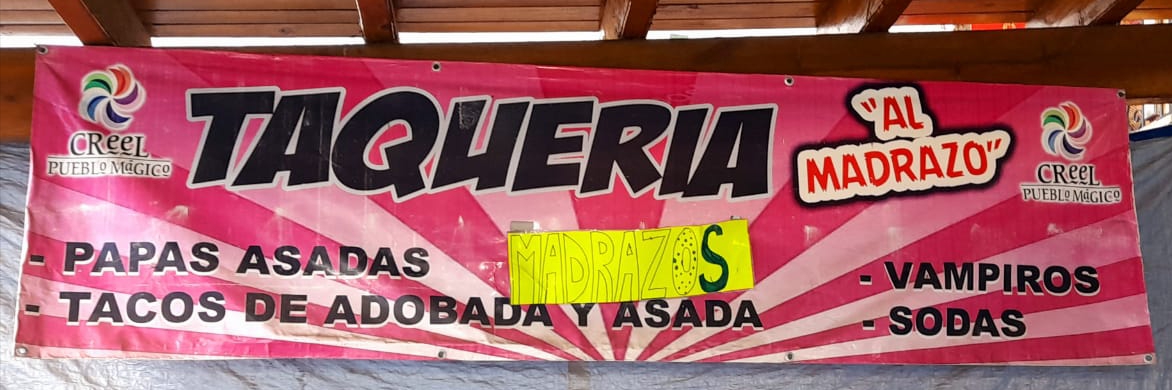 CReeL
PUEBLO MáGICO
TAQUERIA
"AL
MADRAZO"
CReeL
PUEBLO MáGICO
MADRAZOS
- PAPAS ASADAS
- TACOS DE ADOBADA Y ASADA
- VAMPIROS
- SODAS